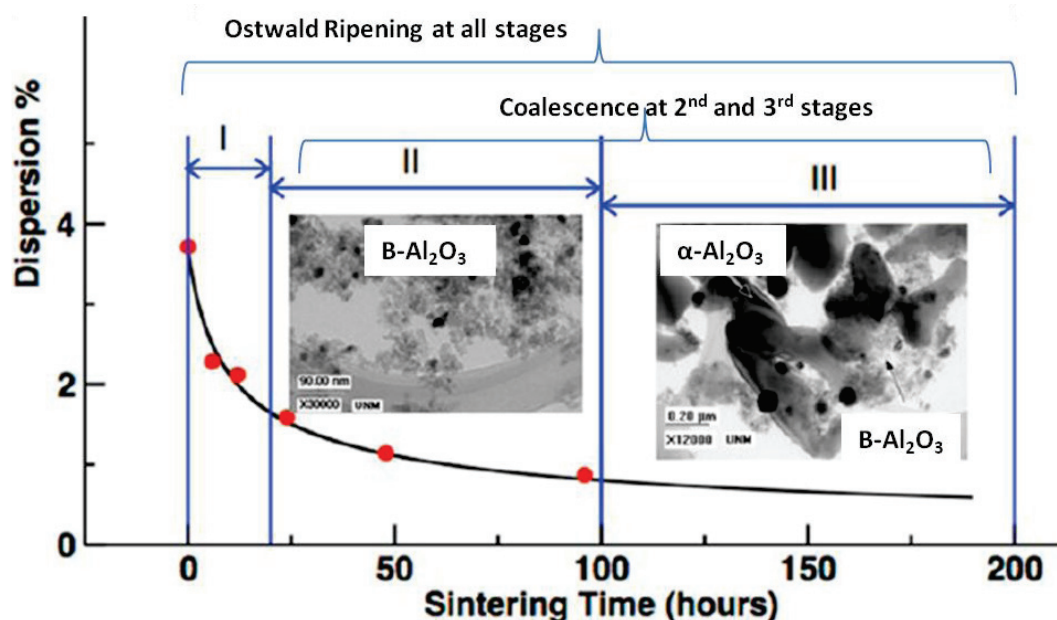 Ostwald Ripening at all stages
Coalescence at 2nd and 3rd stages
I
II
III
Dispersion %
4
2
0
B-Al₂O₃
90.00 nm
X30000 UNM
α-Al₂O₃
0.20 µm
X12000 UNM
B-Al₂O₃
0 50 100 150 200
Sintering Time (hours)